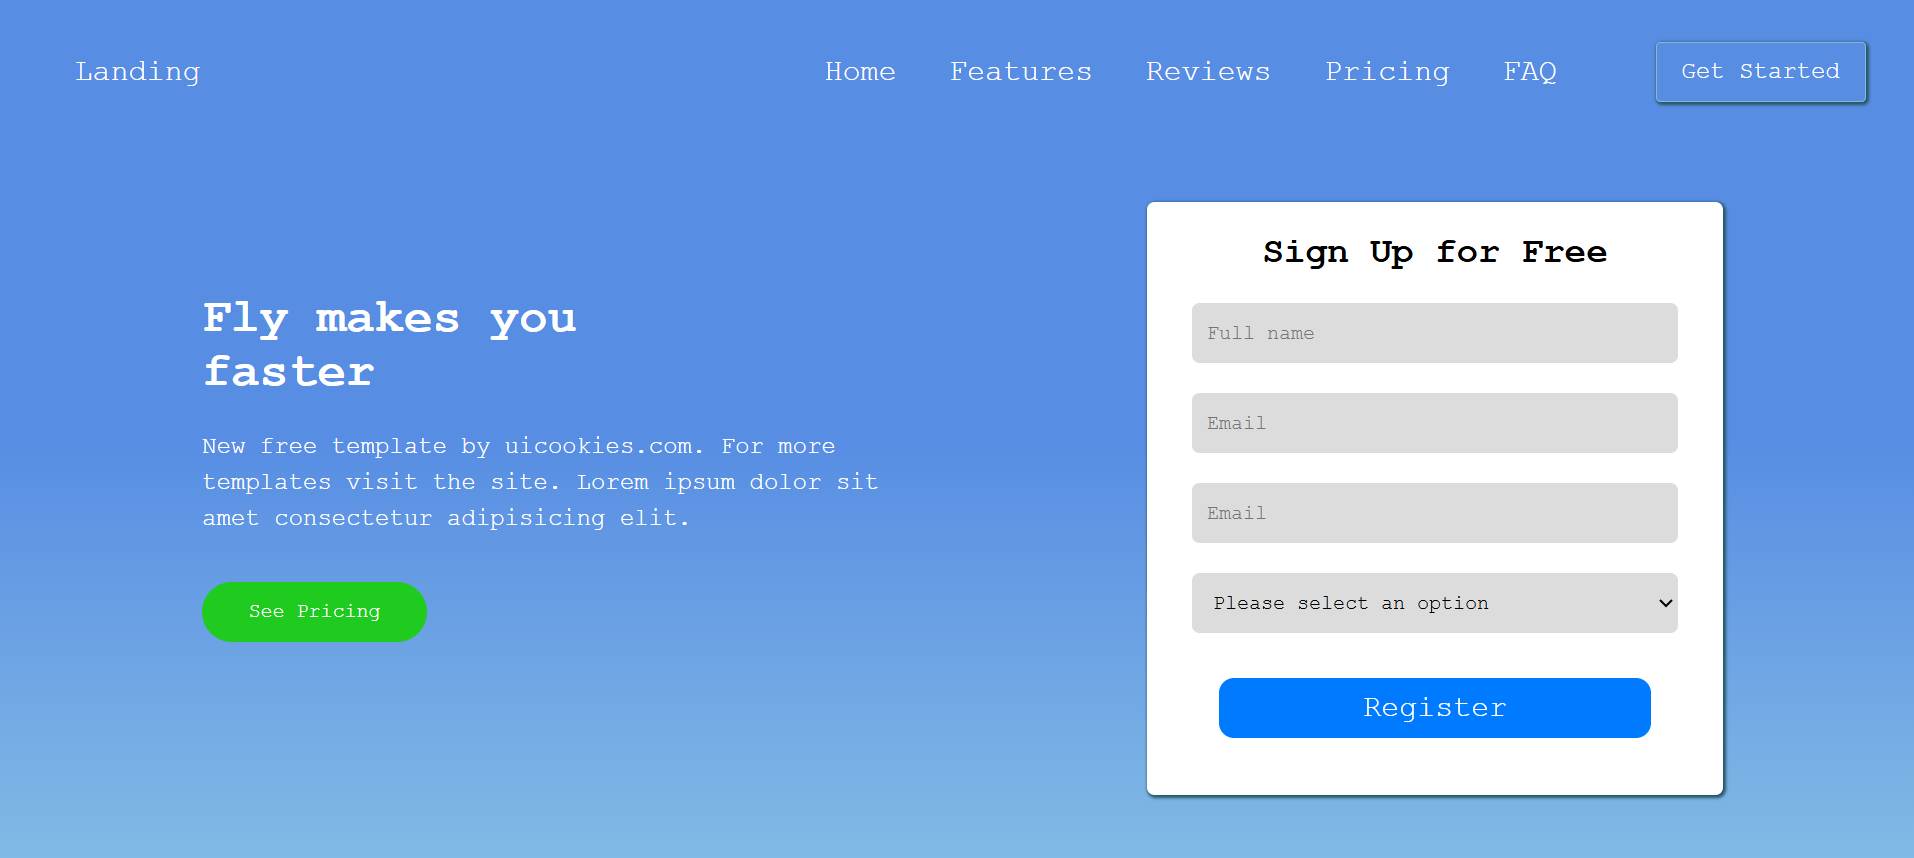 Landing
Home Features Reviews Pricing FAQ Get Started
Fly makes you
faster
New free template by uicookies.com. For more
templates visit the site. Lorem ipsum dolor sit
amet consectetur adipisicing elit.
See Pricing
Sign Up for Free
Full name
Email
Email
Please select an option
Register